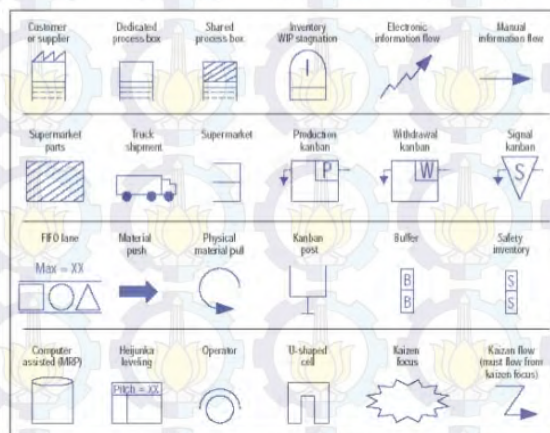 Customer or supplier
Dedicated process box
Shared process box
Inventory WIP stagnation
Electronic information flow
Manual information flow
I
Supermarket parts
Truck shipment
Supermarket
Production kanban
Withdrawal kanban
Signal kanban
P
W
S
FIFO lane
Material push
Physical material pull
Kanban post
Buffer
Safety inventory
Max = XX
B
B
S
S
Computer assisted (MRP)
Heijunka leveling
Operator
U-shaped cell
Kaizen focus
Kaizan flow (must flow from kaizen focus)
Pitch = XX